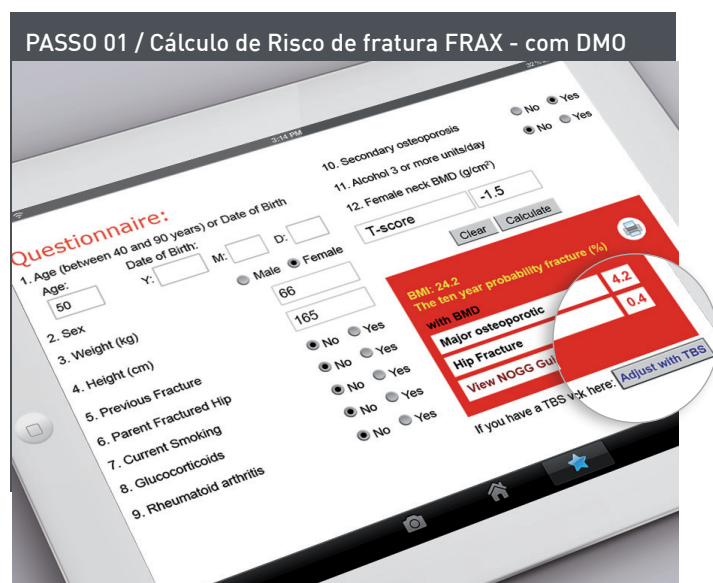 PASSO 01 / Cálculo de Risco de fratura FRAX - com DMO
3:14 PM
Questionnaire:
1. Age (between 40 and 90 years) or Date of Birth
Age: Date of Birth:
50 Y: M: D:
2. Sex Male Female
3. Weight (kg) 66
4. Height (cm) 165
5. Previous Fracture No Yes
6. Parent Fractured Hip No Yes
7. Current Smoking No Yes
8. Glucocorticoids No Yes
9. Rheumatoid arthritis No Yes
10. Secondary osteoporosis No Yes
11. Alcohol 3 or more units/day No Yes
12. Female neck BMD (g/cm²)
T-score -1.5
Clear Calculate
BMI: 24.2
The ten year probability fracture (%)
with BMD
Major osteoporotic 4.2
Hip Fracture 0.4
View NOGG
If you have a TBS here: Adjust with TBS